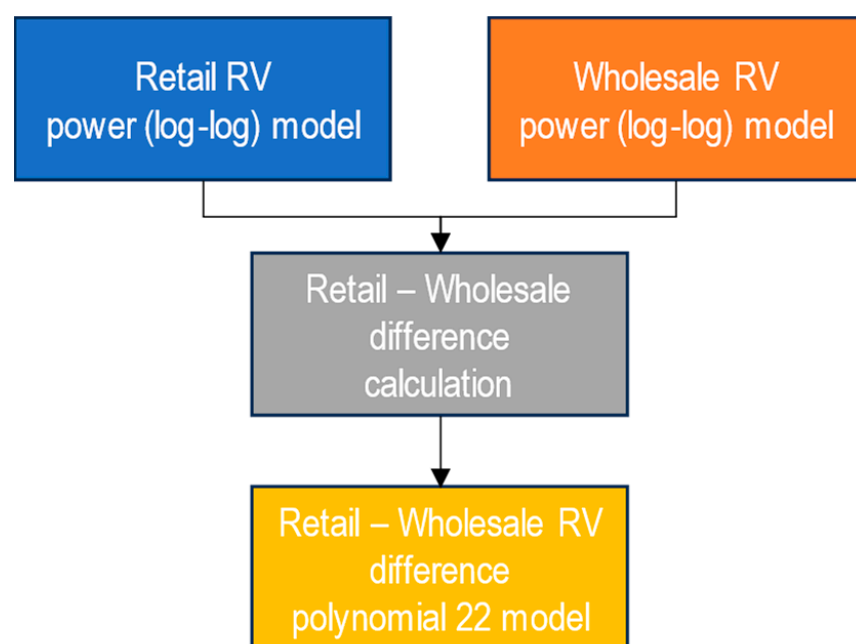 Retail RV
power (log-log) model
Wholesale RV
power (log-log) model
Retail – Wholesale
difference
calculation
Retail – Wholesale RV
difference
polynomial 22 model